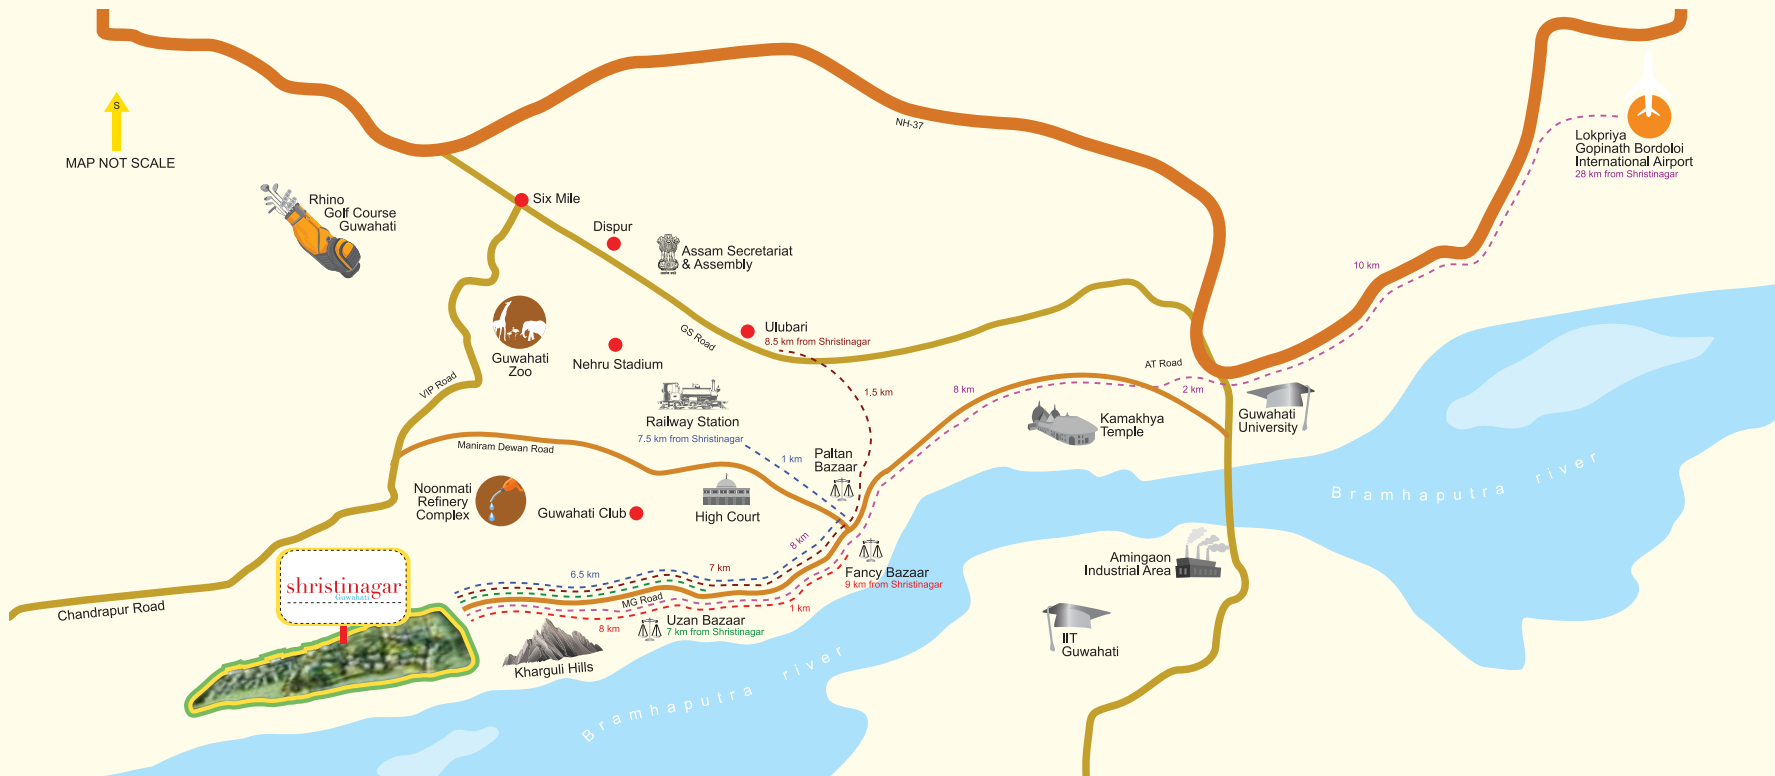 S
MAP NOT SCALE
NH-37
Lokpriya
Gopinath Bordoloi
International Airport
28 km from Shristinagar
Rhino
Golf Course
Guwahati
Six Mile
Dispur
Assam Secretariat
& Assembly
10 km
Ulubari
8.5 km from Shristinagar
GS Road
Guwahati
Zoo
Nehru Stadium
AT Road
VIP Road
1.5 km
8 km
2 km
Railway Station
7.5 km from Shristinagar
Kamakhya
Temple
Guwahati
University
Maniram Dewan Road
1 km
Paltan
Bazaar
Bramhaputra river
Noonmati
Refinery
Complex
Guwahati Club
High Court
8 km
Amingaon
Industrial Area
Fancy Bazaar
9 km from Shristinagar
6.5 km
7 km
shristinagar
Guwahati
Chandrapur Road
MG Road
1 km
8 km
Uzan Bazaar
7 km from Shristinagar
IIT
Guwahati
Kharguli Hills
Bramhaputra river